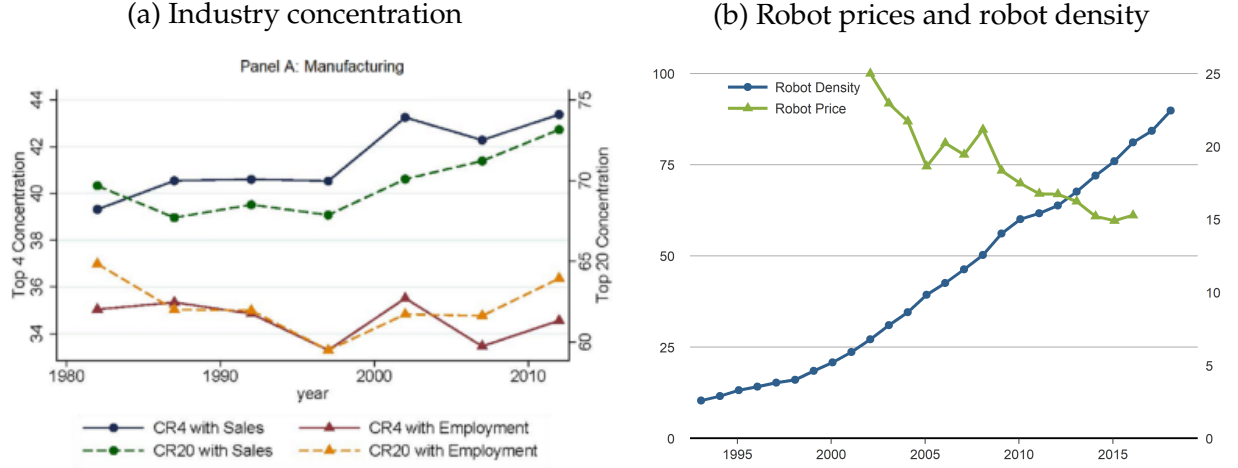 (a) Industry concentration
Panel A: Manufacturing
Top 4 Concentration
44
42
40
38
36
34
Top 20 Concentration
75
70
65
60
1980
1990
2000
2010
year
CR4 with Sales
CR4 with Employment
CR20 with Sales
CR20 with Employment
(b) Robot prices and robot density
Robot Density
Robot Price
100
75
50
25
0
25
20
15
10
5
0
1995
2000
2005
2010
2015